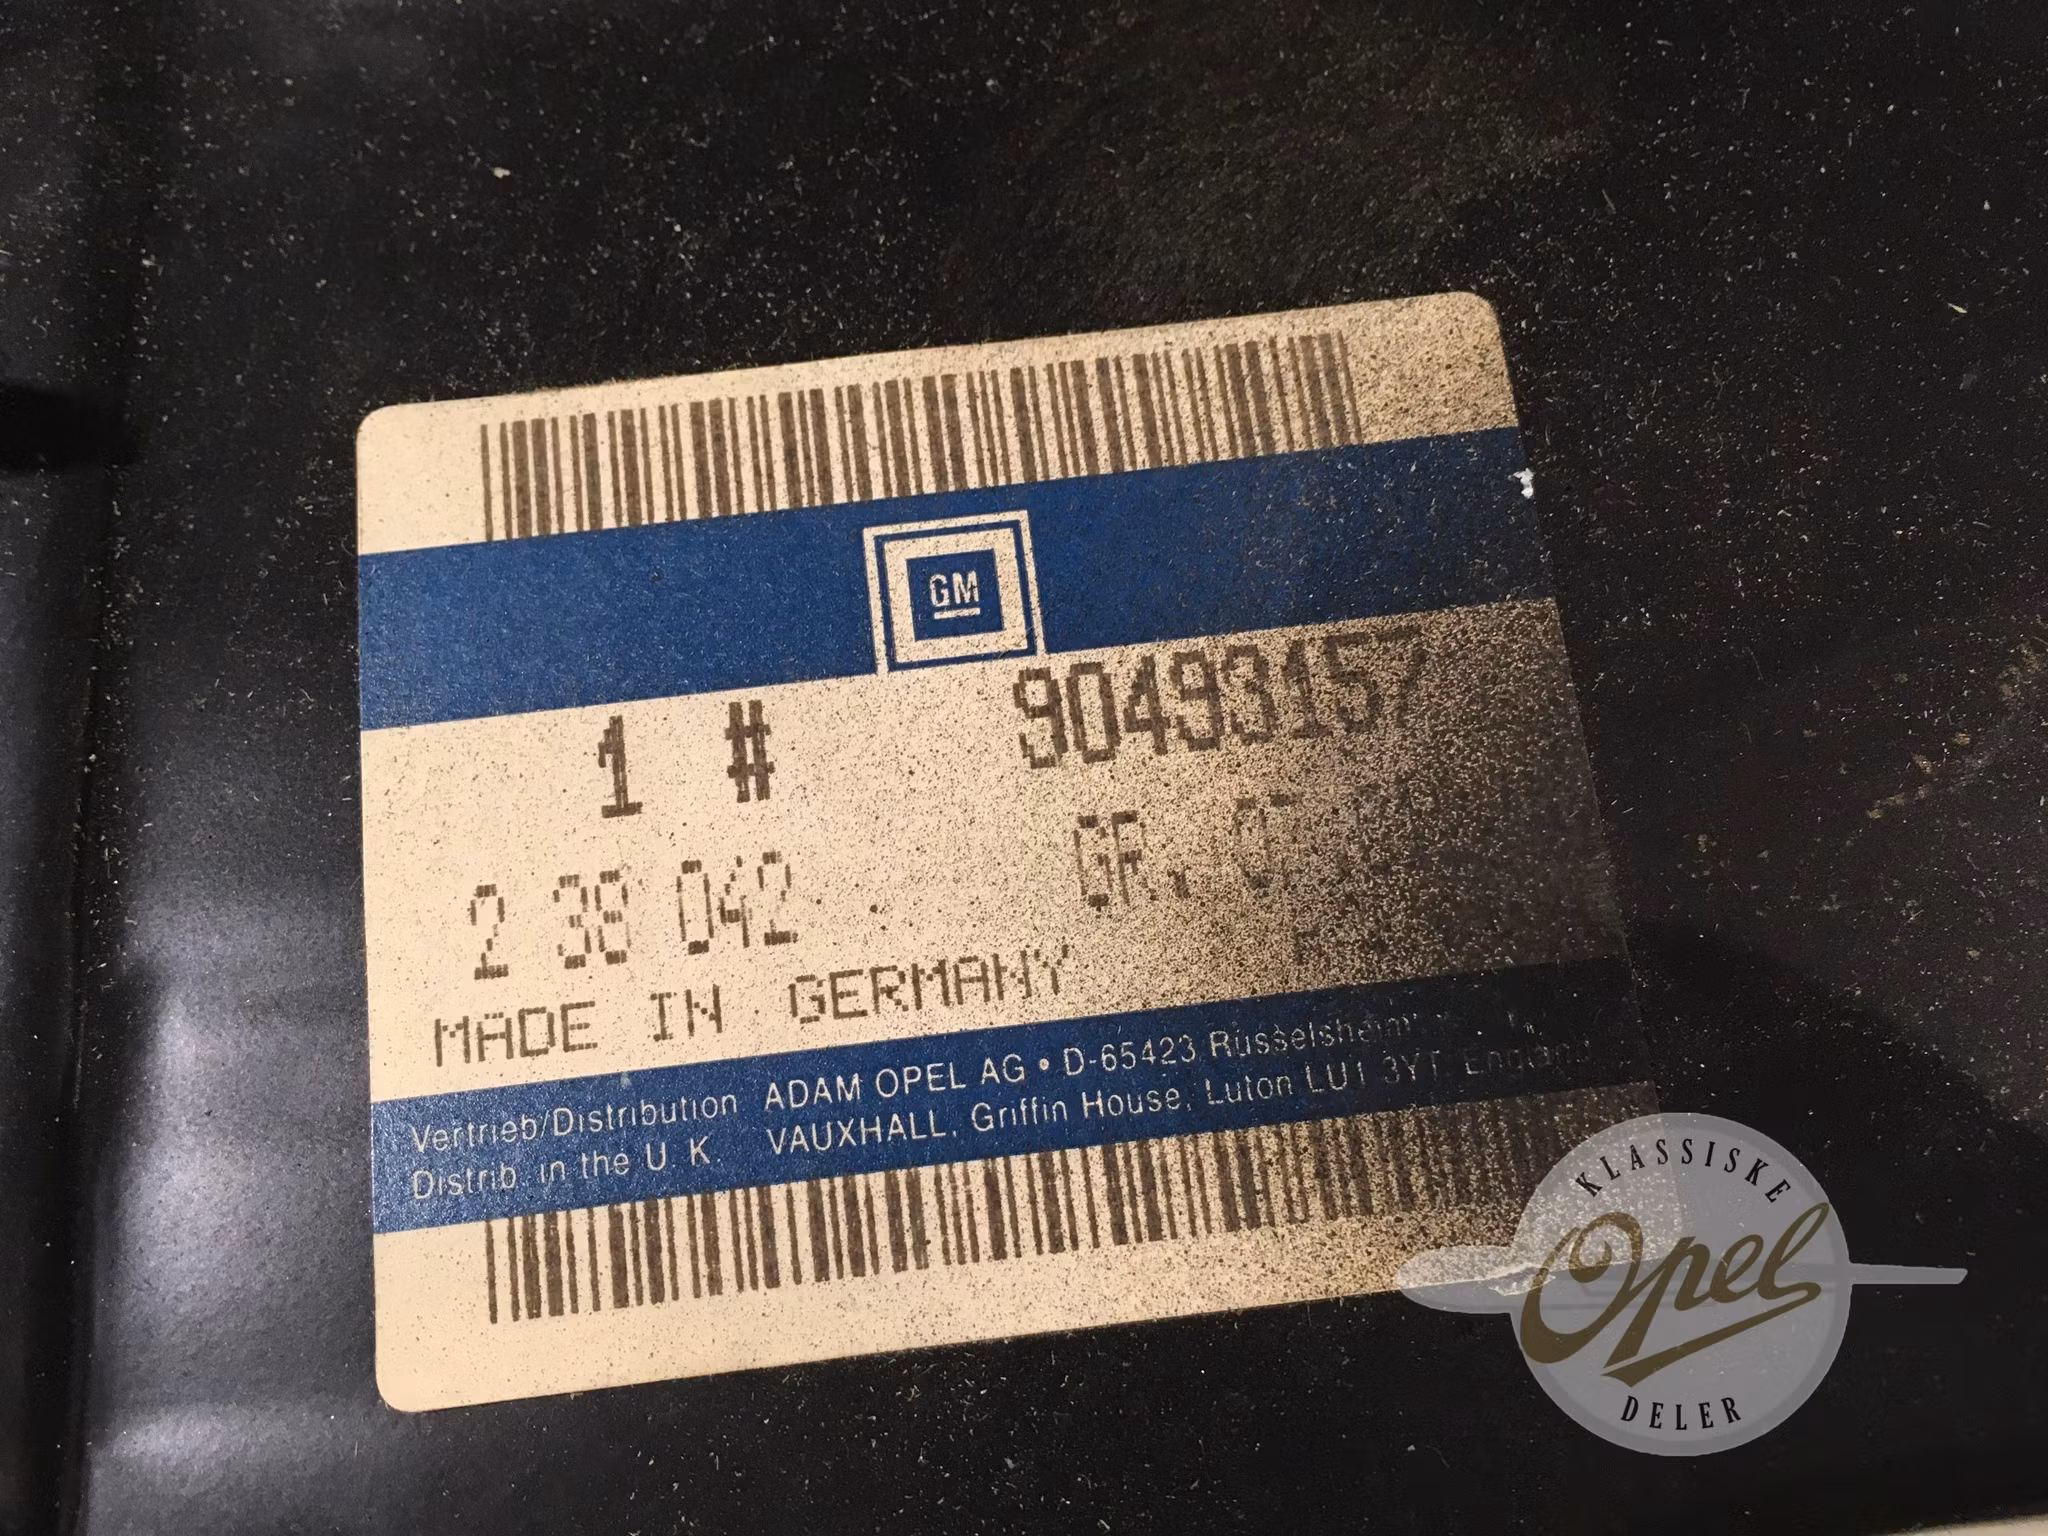 GM
1 # 90493157
2 38 042 GR.
MADE IN GERMANY
Vertrieb/Distribution ADAM OPEL AG • D-65423 Rüsselsheim
Distrib. in the U.K. VAUXHALL, Griffin House, Luton LU1 3YT, England
KLASSISKE
Opel
DELER